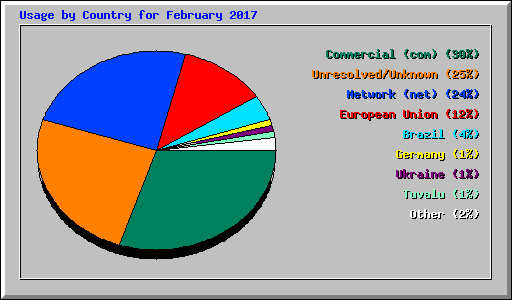 Usage by Country for February 2017
Commercial (com) (30%)
Unresolved/Unknown (25%)
Network (net) (24%)
European Union (12%)
Brazil (4%)
Germany (1%)
Ukraine (1%)
Tuvalu (1%)
Other (2%)